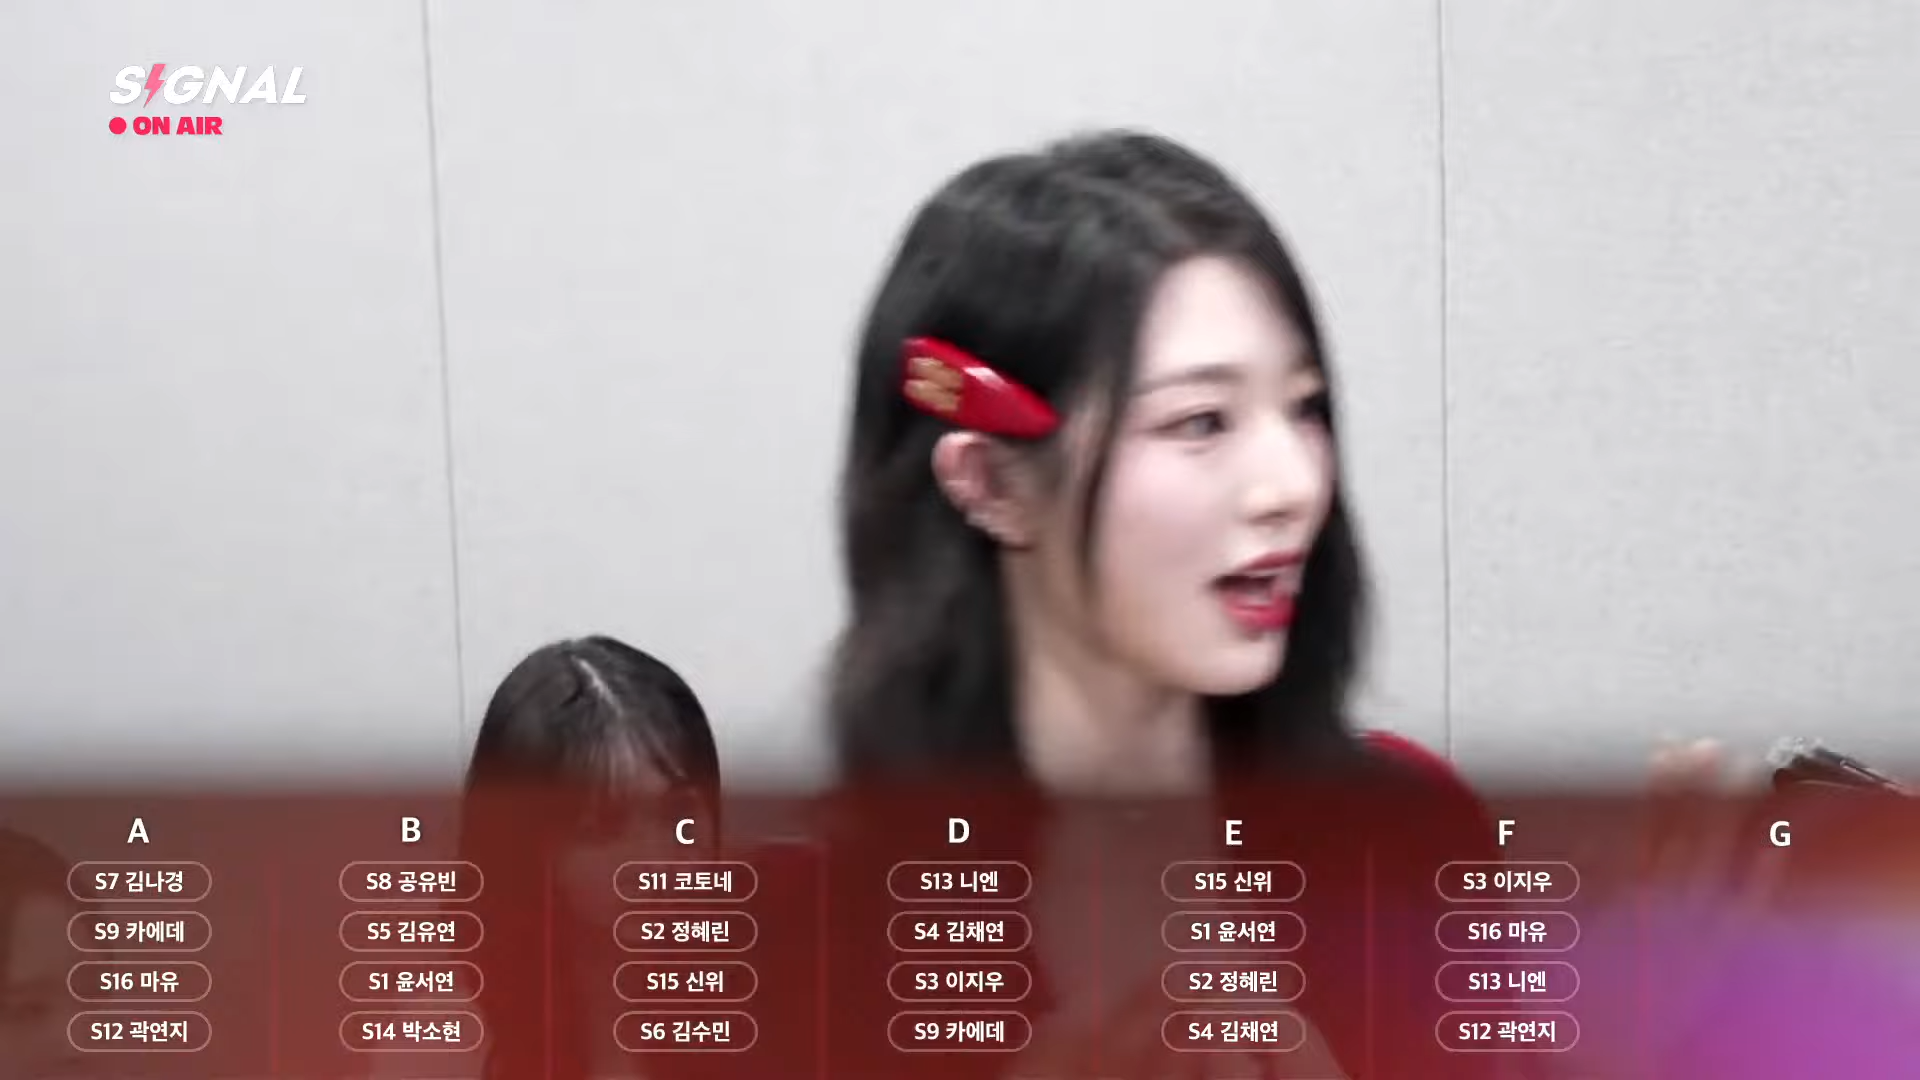 SIGNAL
ON AIR
A
S7 김나경
S9 카에데
S16 마유
S12 곽연지
B
S8 공유빈
S5 김유연
S1 윤서연
S14 박소현
C
S11 코토네
S2 정혜린
S15 신위
S6 김수민
D
S13 니엔
S4 김채연
S3 이지우
S9 카에데
E
S15 신위
S1 윤서연
S2 정혜린
S4 김채연
F
S3 이지우
S16 마유
S13 니엔
S12 곽연지
G